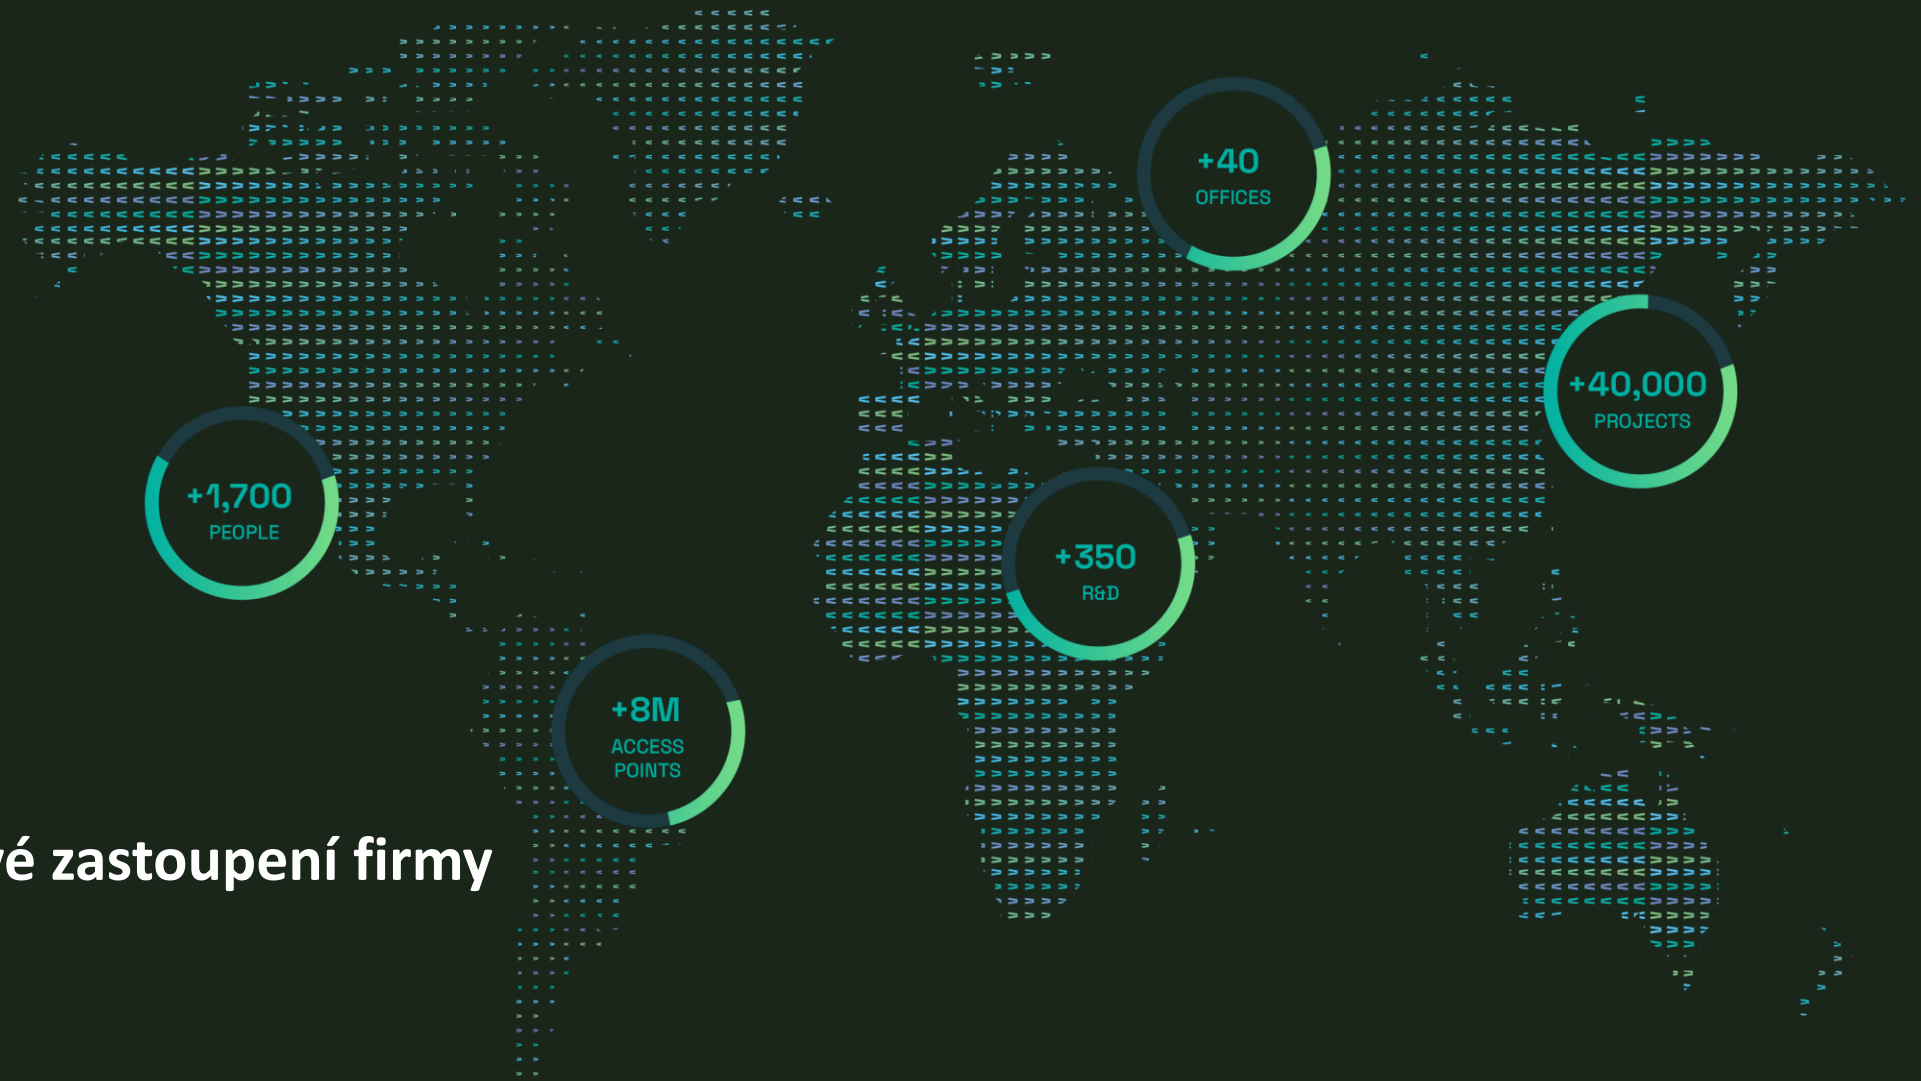 +40
OFFICES
+40,000
PROJECTS
+1,700
PEOPLE
+350
R&D
+8M
ACCESS
POINTS
zastoupení firmy